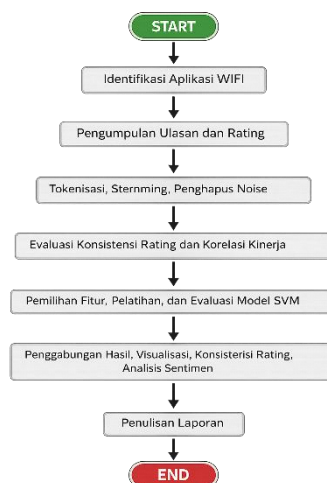 START
Identifikasi Aplikasi WIFI
Pengumpulan Ulasan dan Rating
Tokenisasi, Sternming, Penghapus Noise
Evaluasi Konsistensi Rating dan Korelasi Kinerja
Pemilihan Fitur, Pelatihan, dan Evaluasi Model SVM
Penggabungan Hasil, Visualisasi, Konsisterisi Rating,
Analisis Sentimen
Penulisan Laporan
END